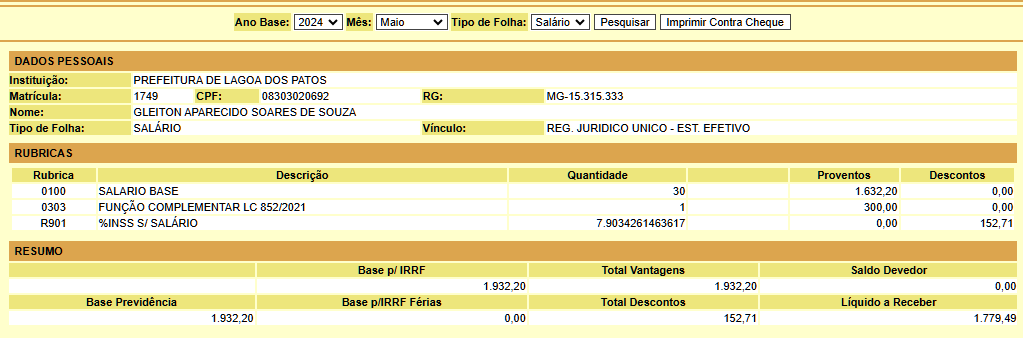 Ano Base: 2024 Mês: Maio Tipo de Folha: Salário Pesquisar Imprimir Contra Cheque
DADOS PESSOAIS
Instituição: PREFEITURA DE LAGOA DOS PATOS
Matrícula: 1749 CPF: 08303020692 RG: MG-15.315.333
Nome: GLEITON APARECIDO SOARES DE SOUZA
Tipo de Folha: SALÁRIO Vínculo: REG. JURIDICO UNICO - EST. EFETIVO
RUBRICAS
Rubrica Descrição Quantidade Proventos Descontos
0100 SALARIO BASE 30 1.632,20 0,00
0303 FUNÇÃO COMPLEMENTAR LC 852/2021 1 300,00 0,00
R901 %INSS S/ SALÁRIO 7.9034261463617 0,00 152,71
RESUMO
Base p/ IRRF Total Vantagens Saldo Devedor
1.932,20 1.932,20 0,00
Base Previdência Base p/IRRF Férias Total Descontos Líquido a Receber
1.932,20 0,00 152,71 1.779,49